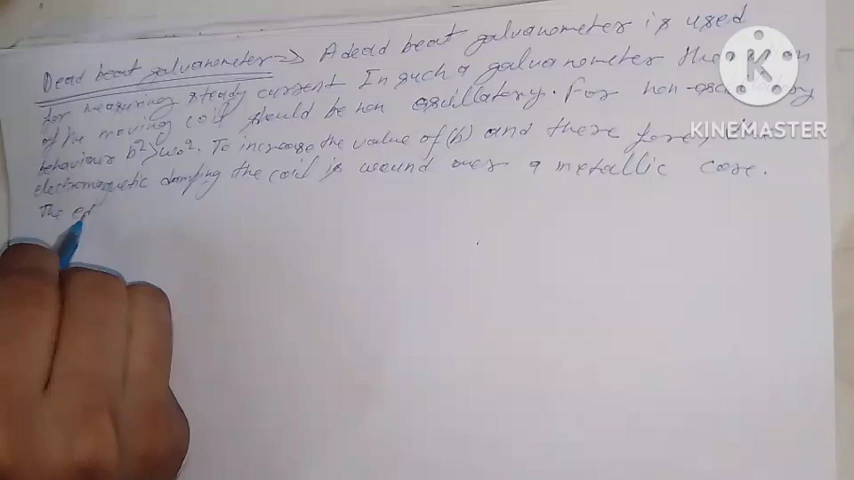 Dead beat galvanometer => A dead beat galvanometer is used
for measuring steady current In such a galvanometer the
of the moving coil should be non oscillatory. For non-
behaviour b²>ω₀². To increase the value of (b) and there fore,
electromagnetic damping the coil is wound over a metallic core.
The
K
KINEMASTER